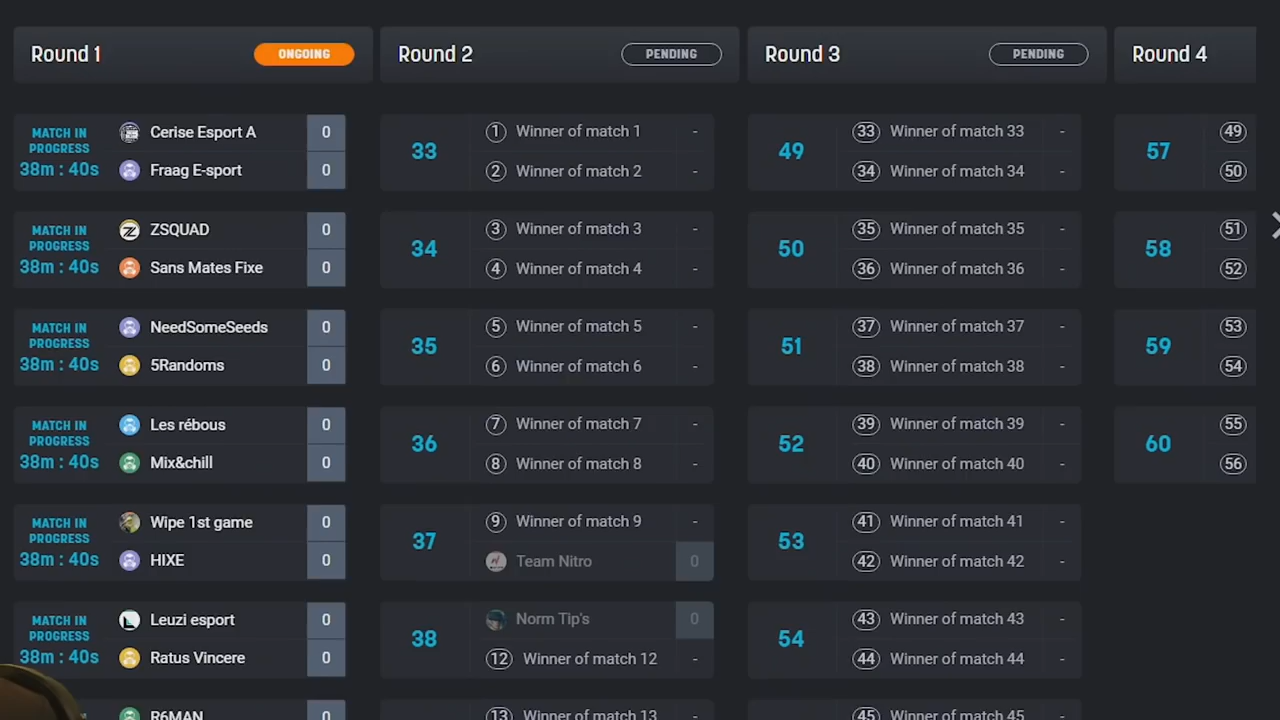 Round 1
ONGOING
Round 2
PENDING
Round 3
PENDING
Round 4
MATCH IN
PROGRESS
38m : 40s
Cerise Esport A
0
Fraag E-sport
0
MATCH IN
PROGRESS
38m : 40s
ZSQUAD
0
Sans Mates Fixe
0
MATCH IN
PROGRESS
38m : 40s
NeedSomeSeeds
0
5Randoms
0
MATCH IN
PROGRESS
38m : 40s
Les rébous
0
Mix&chill
0
MATCH IN
PROGRESS
38m : 40s
Wipe 1st game
0
HIXE
0
MATCH IN
PROGRESS
38m : 40s
Leuzi esport
0
Ratus Vincere
0
R6MAN
0
33
1 Winner of match 1 -
2 Winner of match 2 -
34
3 Winner of match 3 -
4 Winner of match 4 -
35
5 Winner of match 5 -
6 Winner of match 6 -
36
7 Winner of match 7 -
8 Winner of match 8 -
37
9 Winner of match 9 -
Team Nitro 0
38
Norm Tip's 0
12 Winner of match 12 -
13 Winner of match 13 -
49
33 Winner of match 33 -
34 Winner of match 34 -
50
35 Winner of match 35 -
36 Winner of match 36 -
51
37 Winner of match 37 -
38 Winner of match 38 -
52
39 Winner of match 39 -
40 Winner of match 40 -
53
41 Winner of match 41 -
42 Winner of match 42 -
54
43 Winner of match 43 -
44 Winner of match 44 -
45 Winner of match 45 -
57
49
50
58
51
52
59
53
54
60
55
56